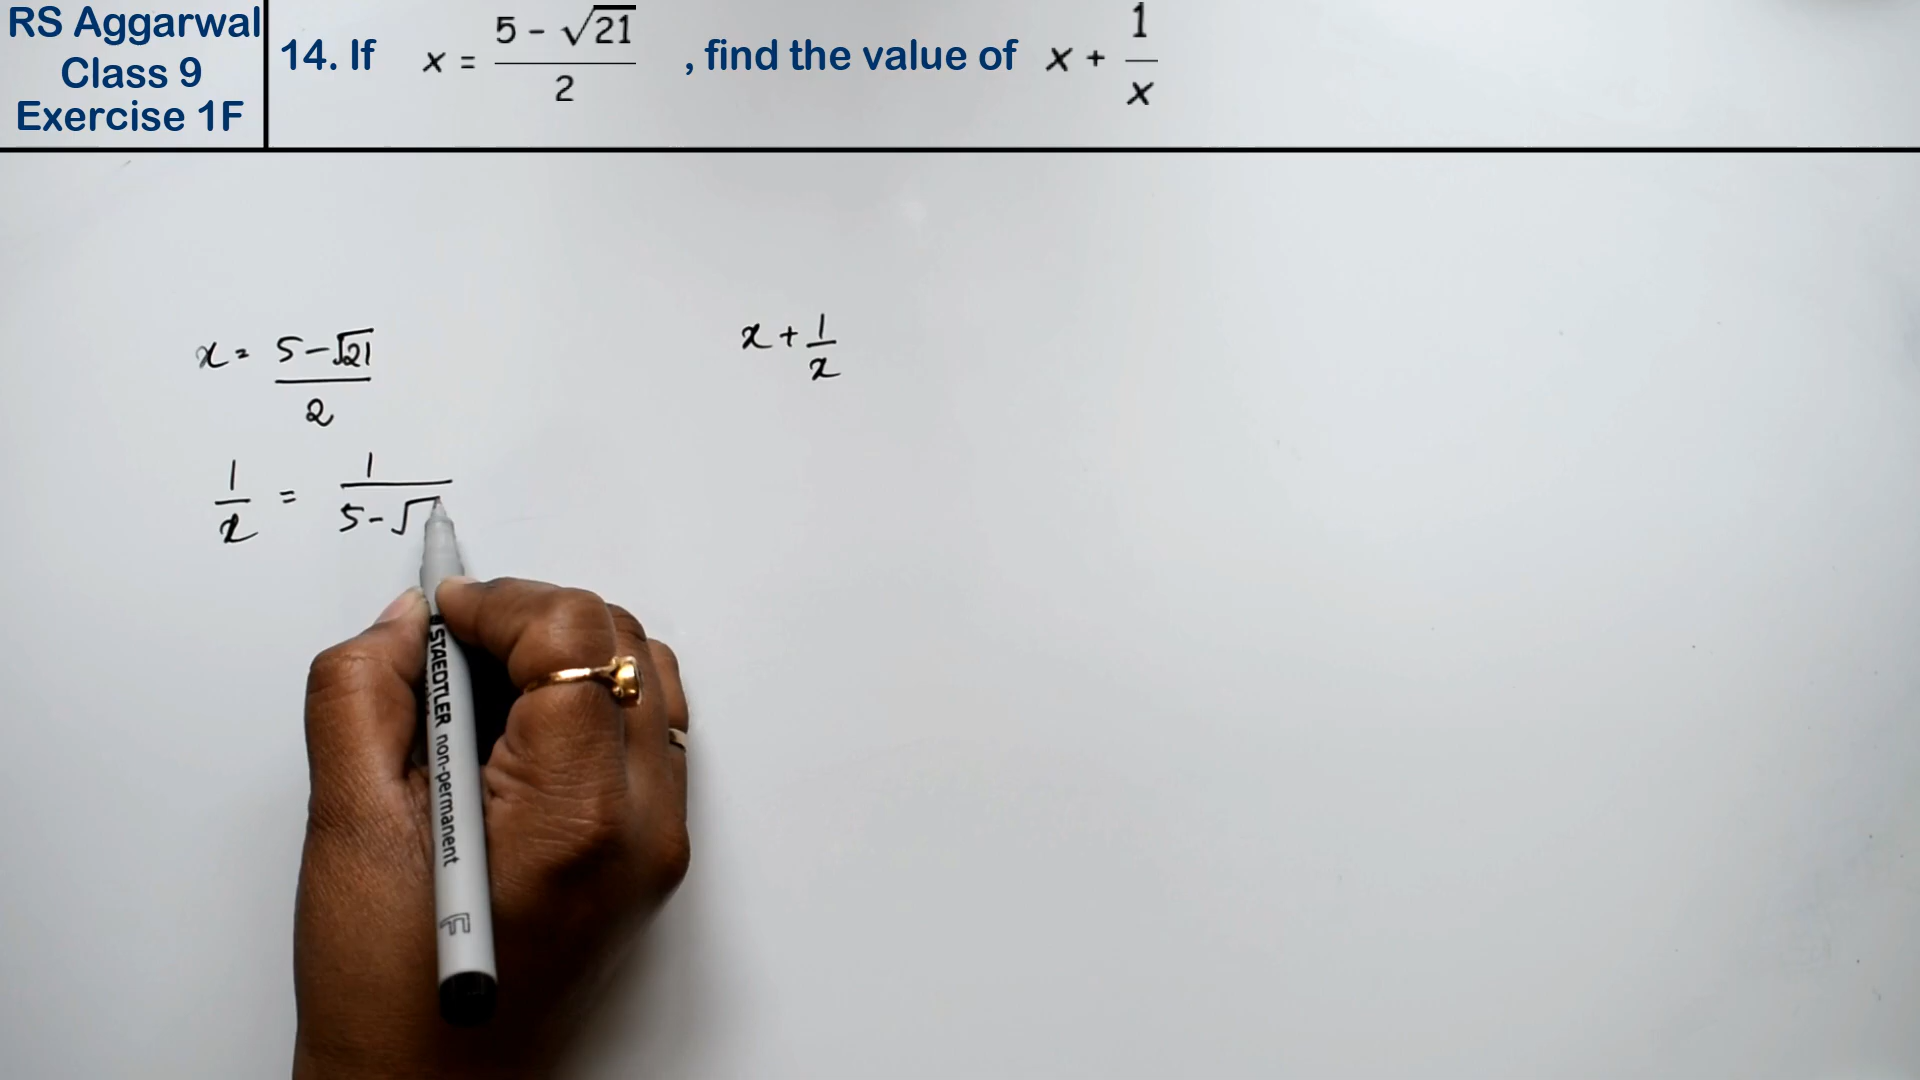 RS Aggarwal
Class 9
Exercise 1F
14. If x = (5 - √21)/2 , find the value of x + 1/x
x = (5 - √21)/2
x + 1/x
1/x = 1/(5 - √
STAEDTLER non-permanent F